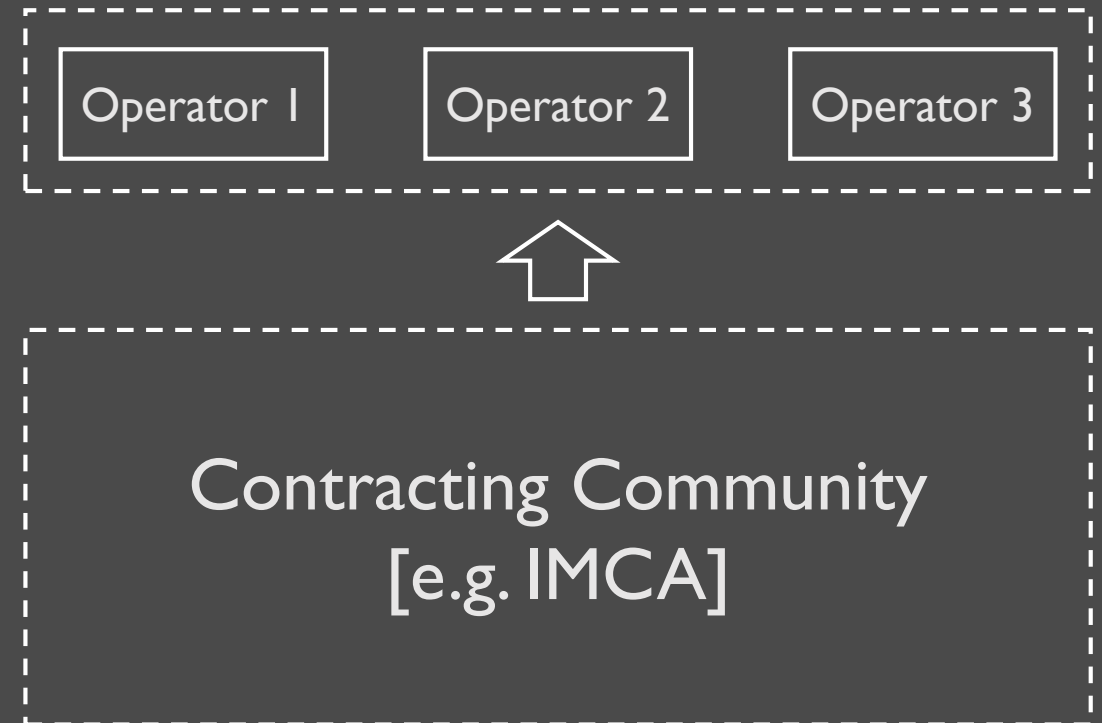 Operator 1
Operator 2
Operator 3
Contracting Community
[e.g. IMCA]